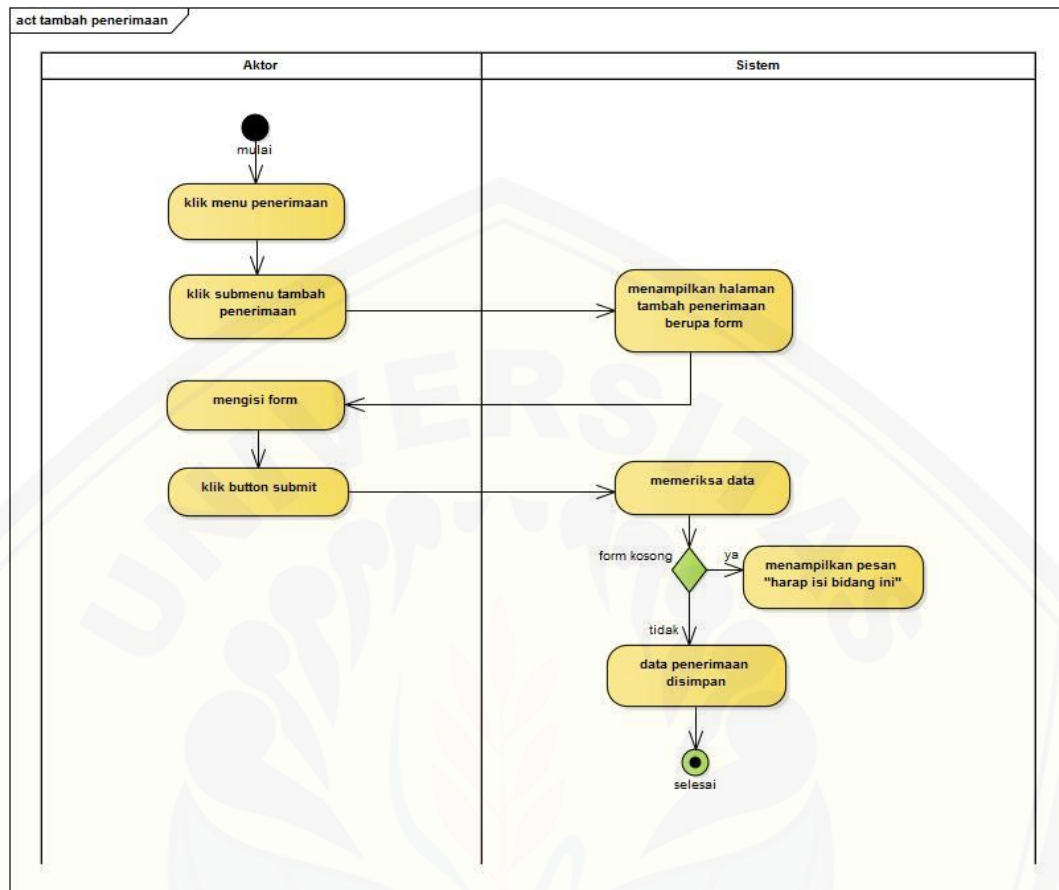 act tambah penerimaan
Aktor
Sistem
mulai
klik menu penerimaan
klik submenu tambah
penerimaan
menampilkan halaman
tambah penerimaan
berupa form
mengisi form
klik button submit
memeriksa data
form kosong
ya
menampilkan pesan
"harap isi bidang ini"
tidak
data penerimaan
disimpan
selesai
UNIVERSITAS